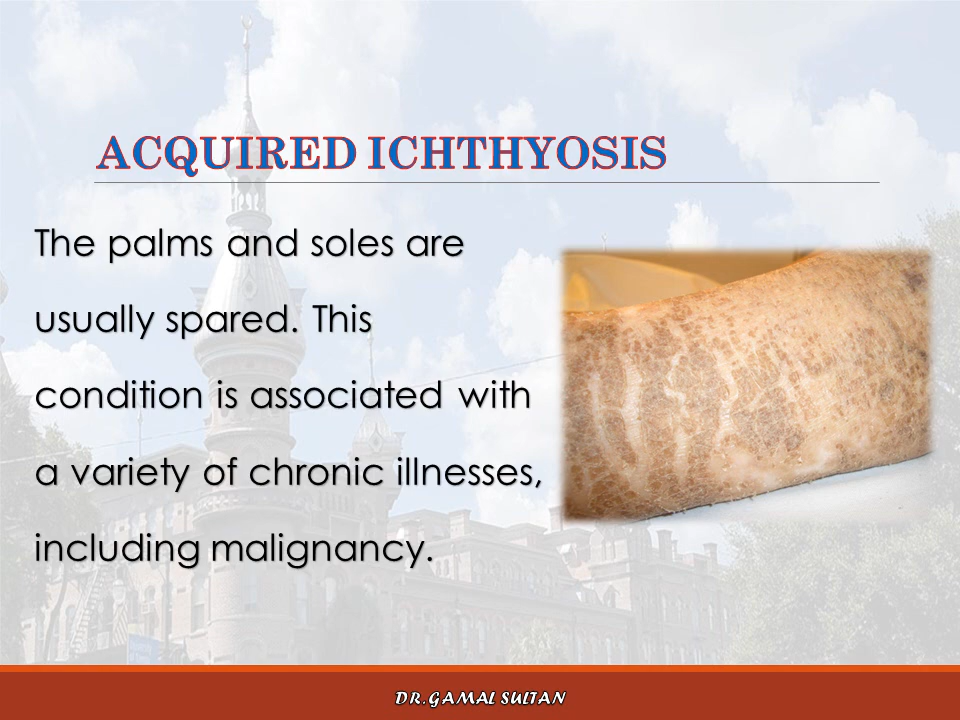 ACQUIRED ICHTHYOSIS
The palms and soles are
usually spared. This
condition is associated with
a variety of chronic illnesses,
including malignancy.
DR.GAMAL SULTAN